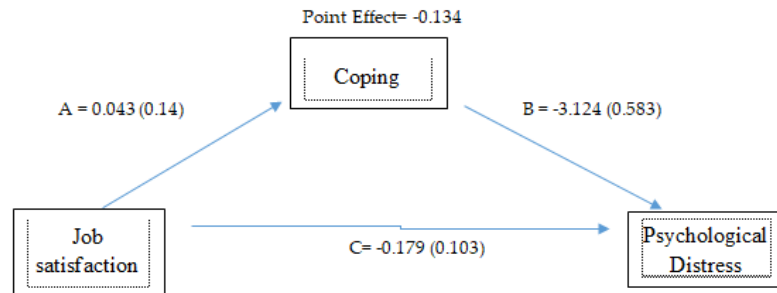 Point Effect= -0.134
Coping
A = 0.043 (0.14)
B = -3.124 (0.583)
Job
satisfaction
C= -0.179 (0.103)
Psychological
Distress